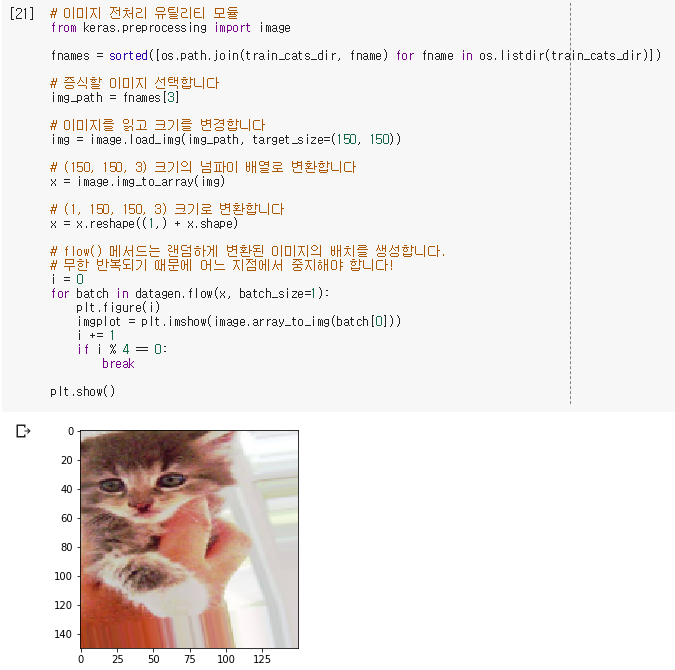 [21] # 이미지 전처리 유틸리티 모듈
from keras.preprocessing import image
fnames = sorted([os.path.join(train_cats_dir, fname) for fname in os.listdir(train_cats_dir)])
# 증식할 이미지 선택합니다
img_path = fnames[3]
# 이미지를 읽고 크기를 변경합니다
img = image.load_img(img_path, target_size=(150, 150))
# (150, 150, 3) 크기의 넘파이 배열로 변환합니다
x = image.img_to_array(img)
# (1, 150, 150, 3) 크기로 변환합니다
x = x.reshape((1,) + x.shape)
# flow() 메서드는 랜덤하게 변환된 이미지의 배치를 생성합니다.
# 무한 반복되기 때문에 어느 지점에서 중지해야 합니다!
i = 0
for batch in datagen.flow(x, batch_size=1):
plt.figure(i)
imgplot = plt.imshow(image.array_to_img(batch[0]))
i += 1
if i % 4 == 0:
break
plt.show()
0
20
40
60
80
100
120
140
0 25 50 75 100 125